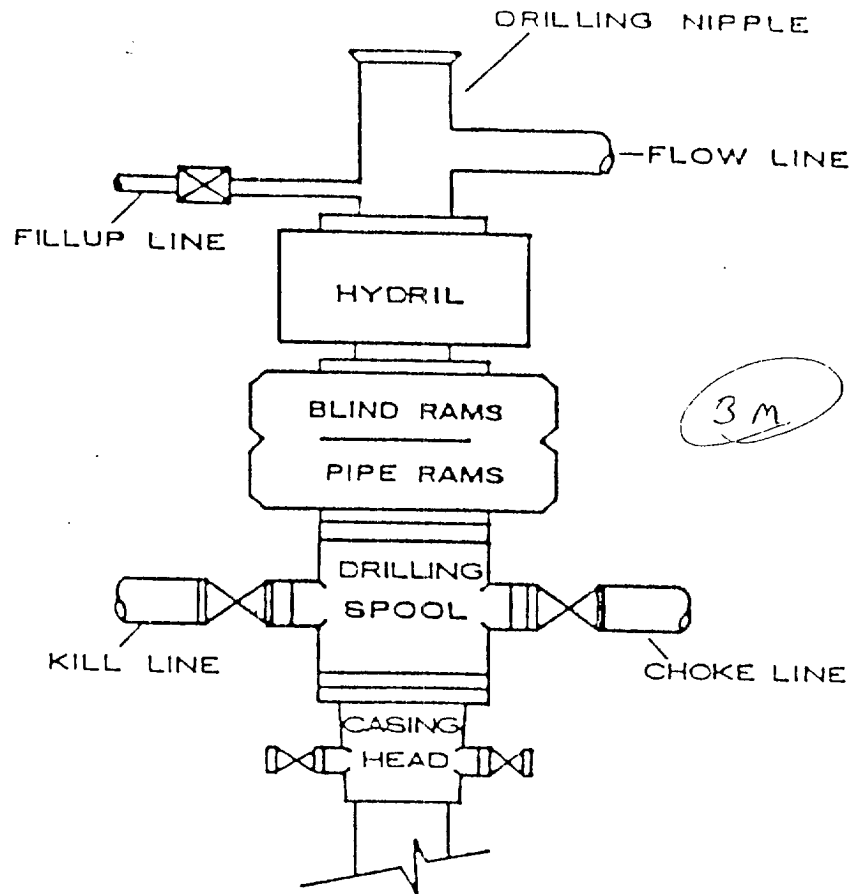 DRILLING NIPPLE
FLOW LINE
FILLUP LINE
HYDRIL
BLIND RAMS
3 M
PIPE RAMS
DRILLING
SPOOL
KILL LINE
CHOKE LINE
CASING
HEAD